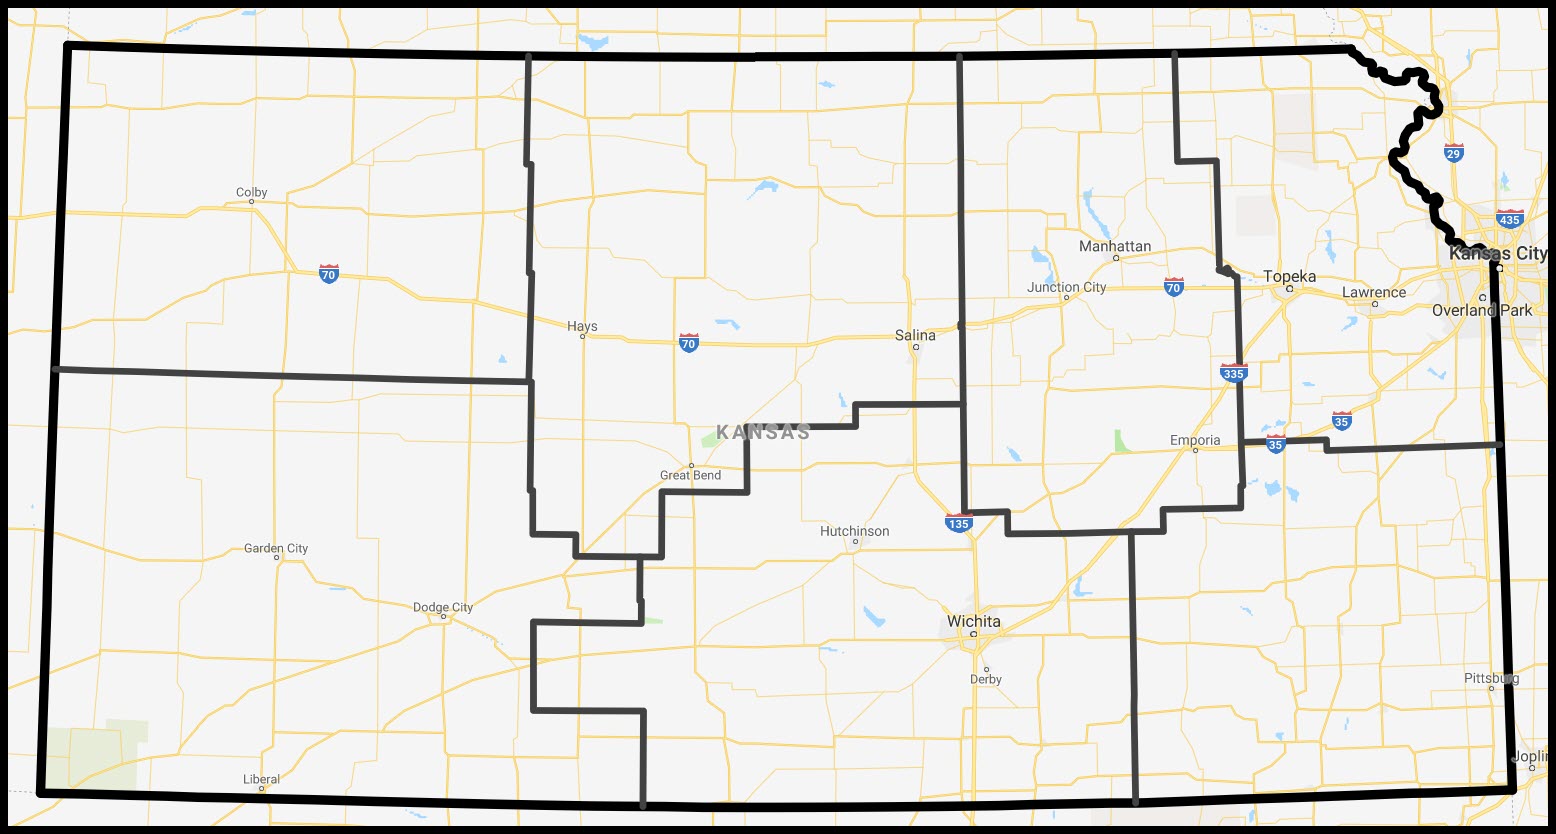 29
Colby
435
Manhattan
Kansas City
70
Junction City
70
Topeka
Lawrence
Overland Park
Hays
70
Salina
335
35
KANSAS
Emporia
35
Great Bend
135
Hutchinson
Garden City
Dodge City
Wichita
Derby
Pittsburg
Joplin
Liberal